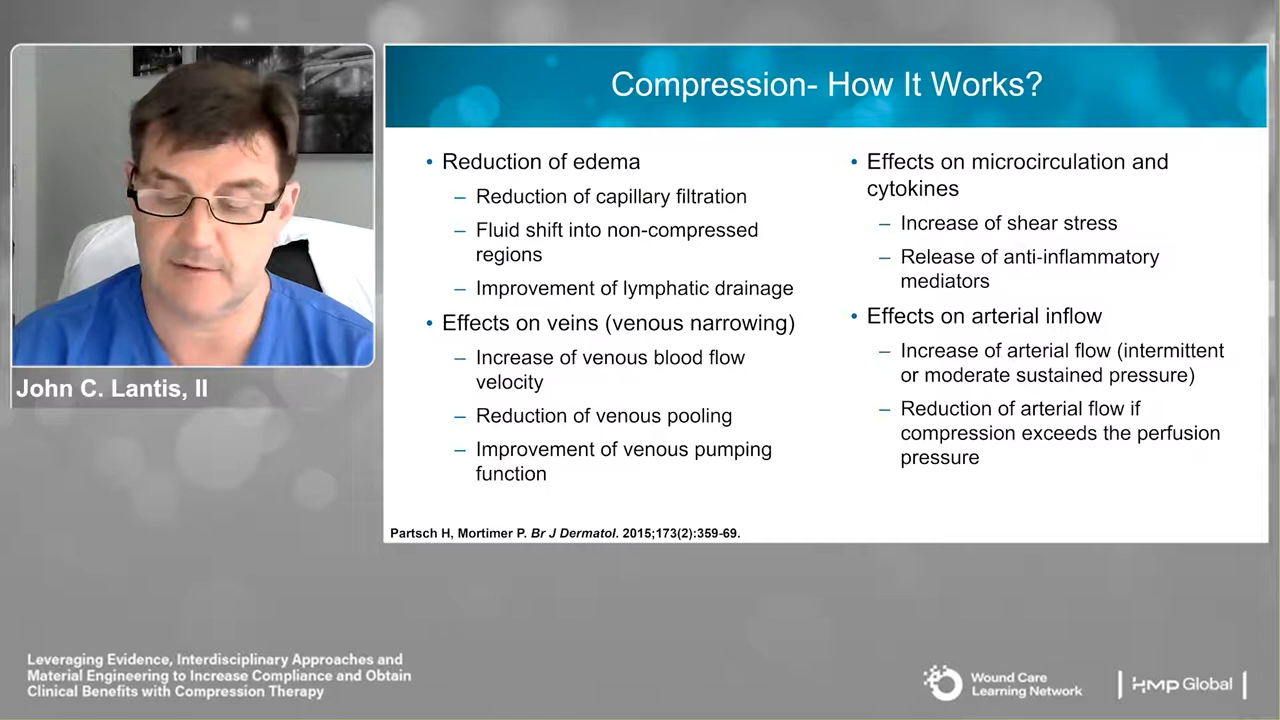 Compression- How It Works?
• Reduction of edema
– Reduction of capillary filtration
– Fluid shift into non-compressed
regions
– Improvement of lymphatic drainage
• Effects on veins (venous narrowing)
– Increase of venous blood flow
velocity
– Reduction of venous pooling
– Improvement of venous pumping
function
• Effects on microcirculation and
cytokines
– Increase of shear stress
– Release of anti-inflammatory
mediators
• Effects on arterial inflow
– Increase of arterial flow (intermittent
or moderate sustained pressure)
– Reduction of arterial flow if
compression exceeds the perfusion
pressure
Partsch H, Mortimer P. Br J Dermatol. 2015;173(2):359-69.
John C. Lantis, II
Leveraging Evidence, Interdisciplinary Approaches and
Material Engineering to Increase Compliance and Obtain
Clinical Benefits with Compression Therapy
Wound Care
Learning Network
HMP Global